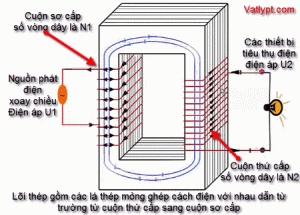 Vatlypt.com
Cuộn sơ cấp
số vòng dây là N1
Các thiết bị
tiêu thụ điện
điện áp U2
Nguồn phát
điện
xoay chiều
Điện áp U1
Cuộn thứ cấp
số vòng dây là N2
Lõi thép gồm các lá thép mỏng ghép cách điện với nhau dẫn từ
trường từ cuộn thứ cấp sang cuộn sơ cấp